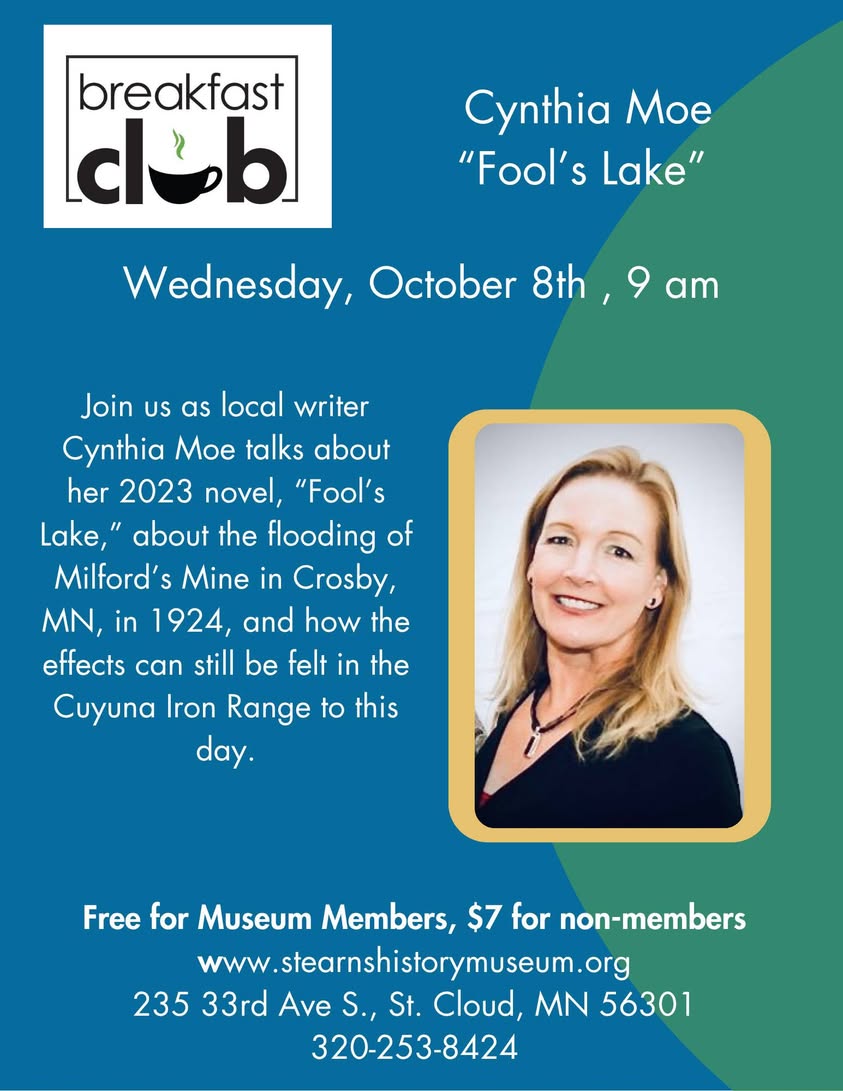 breakfast
club
Cynthia Moe
“Fool’s Lake”
Wednesday, October 8th , 9 am
Join us as local writer
Cynthia Moe talks about
her 2023 novel, “Fool’s
Lake,” about the flooding of
Milford’s Mine in Crosby,
MN, in 1924, and how the
effects can still be felt in the
Cuyuna Iron Range to this
day.
Free for Museum Members, $7 for non-members
www.stearnshistorymuseum.org
235 33rd Ave S., St. Cloud, MN 56301
320-253-8424